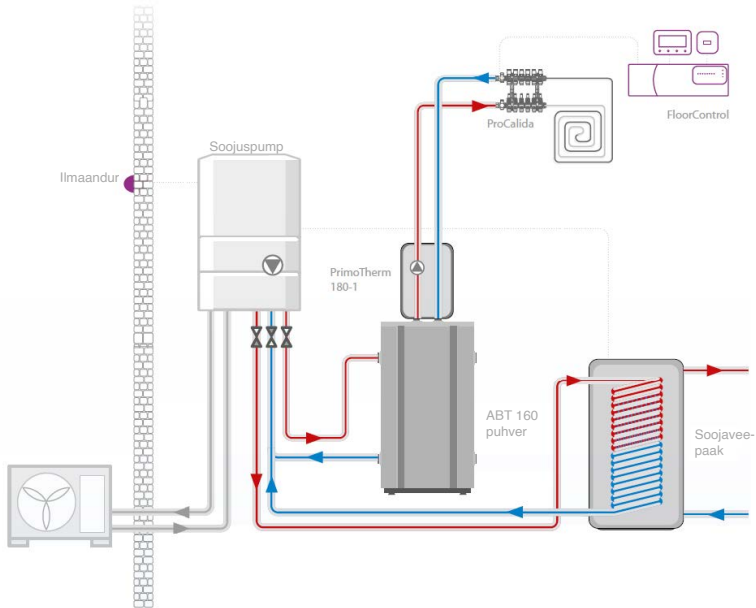 Soojuspump
Ilmaandur
ProCalida
FloorControl
PrimoTherm
180-1
ABT 160
puhver
Soojavee-
paak